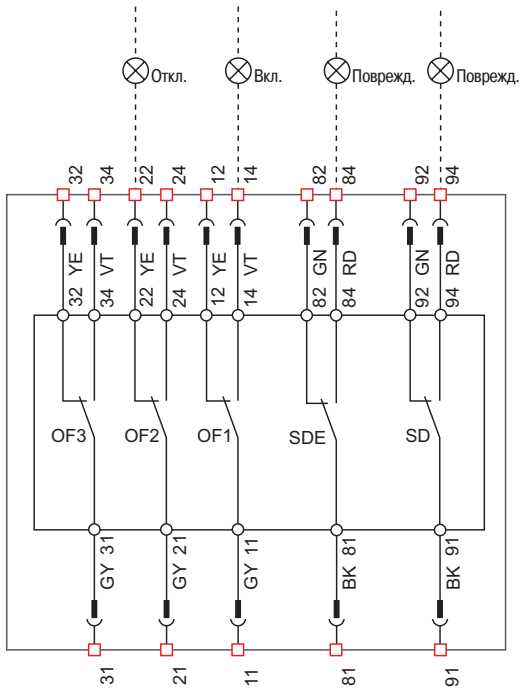 Откл. Вкл. Поврежд. Поврежд.
32 34 22 24 12 14 82 84 92 94
YE VT YE VT YE VT GN RD GN RD
32 34 22 24 12 14 82 84 92 94
OF3 OF2 OF1 SDE SD
31 21 11 81 91
GY GY GY BK BK
31 21 11 81 91